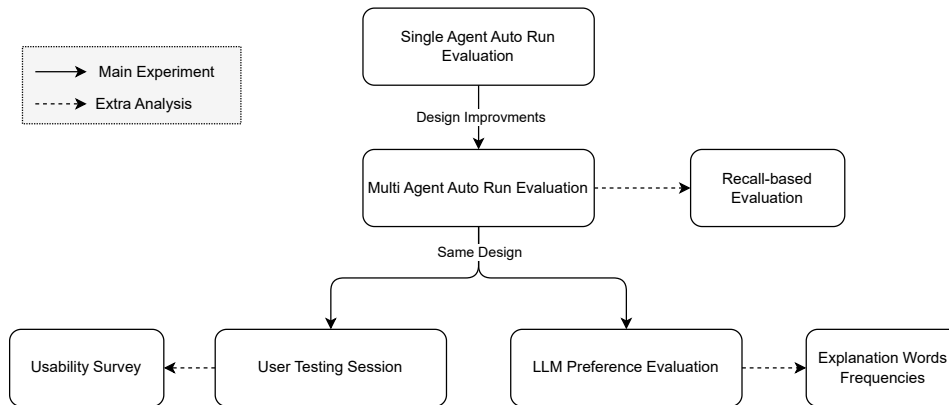 Single Agent Auto Run
Evaluation
Main Experiment
Extra Analysis
Design Improvments
Multi Agent Auto Run Evaluation
Recall-based
Evaluation
Same Design
Usability Survey
User Testing Session
LLM Preference Evaluation
Explanation Words
Frequencies